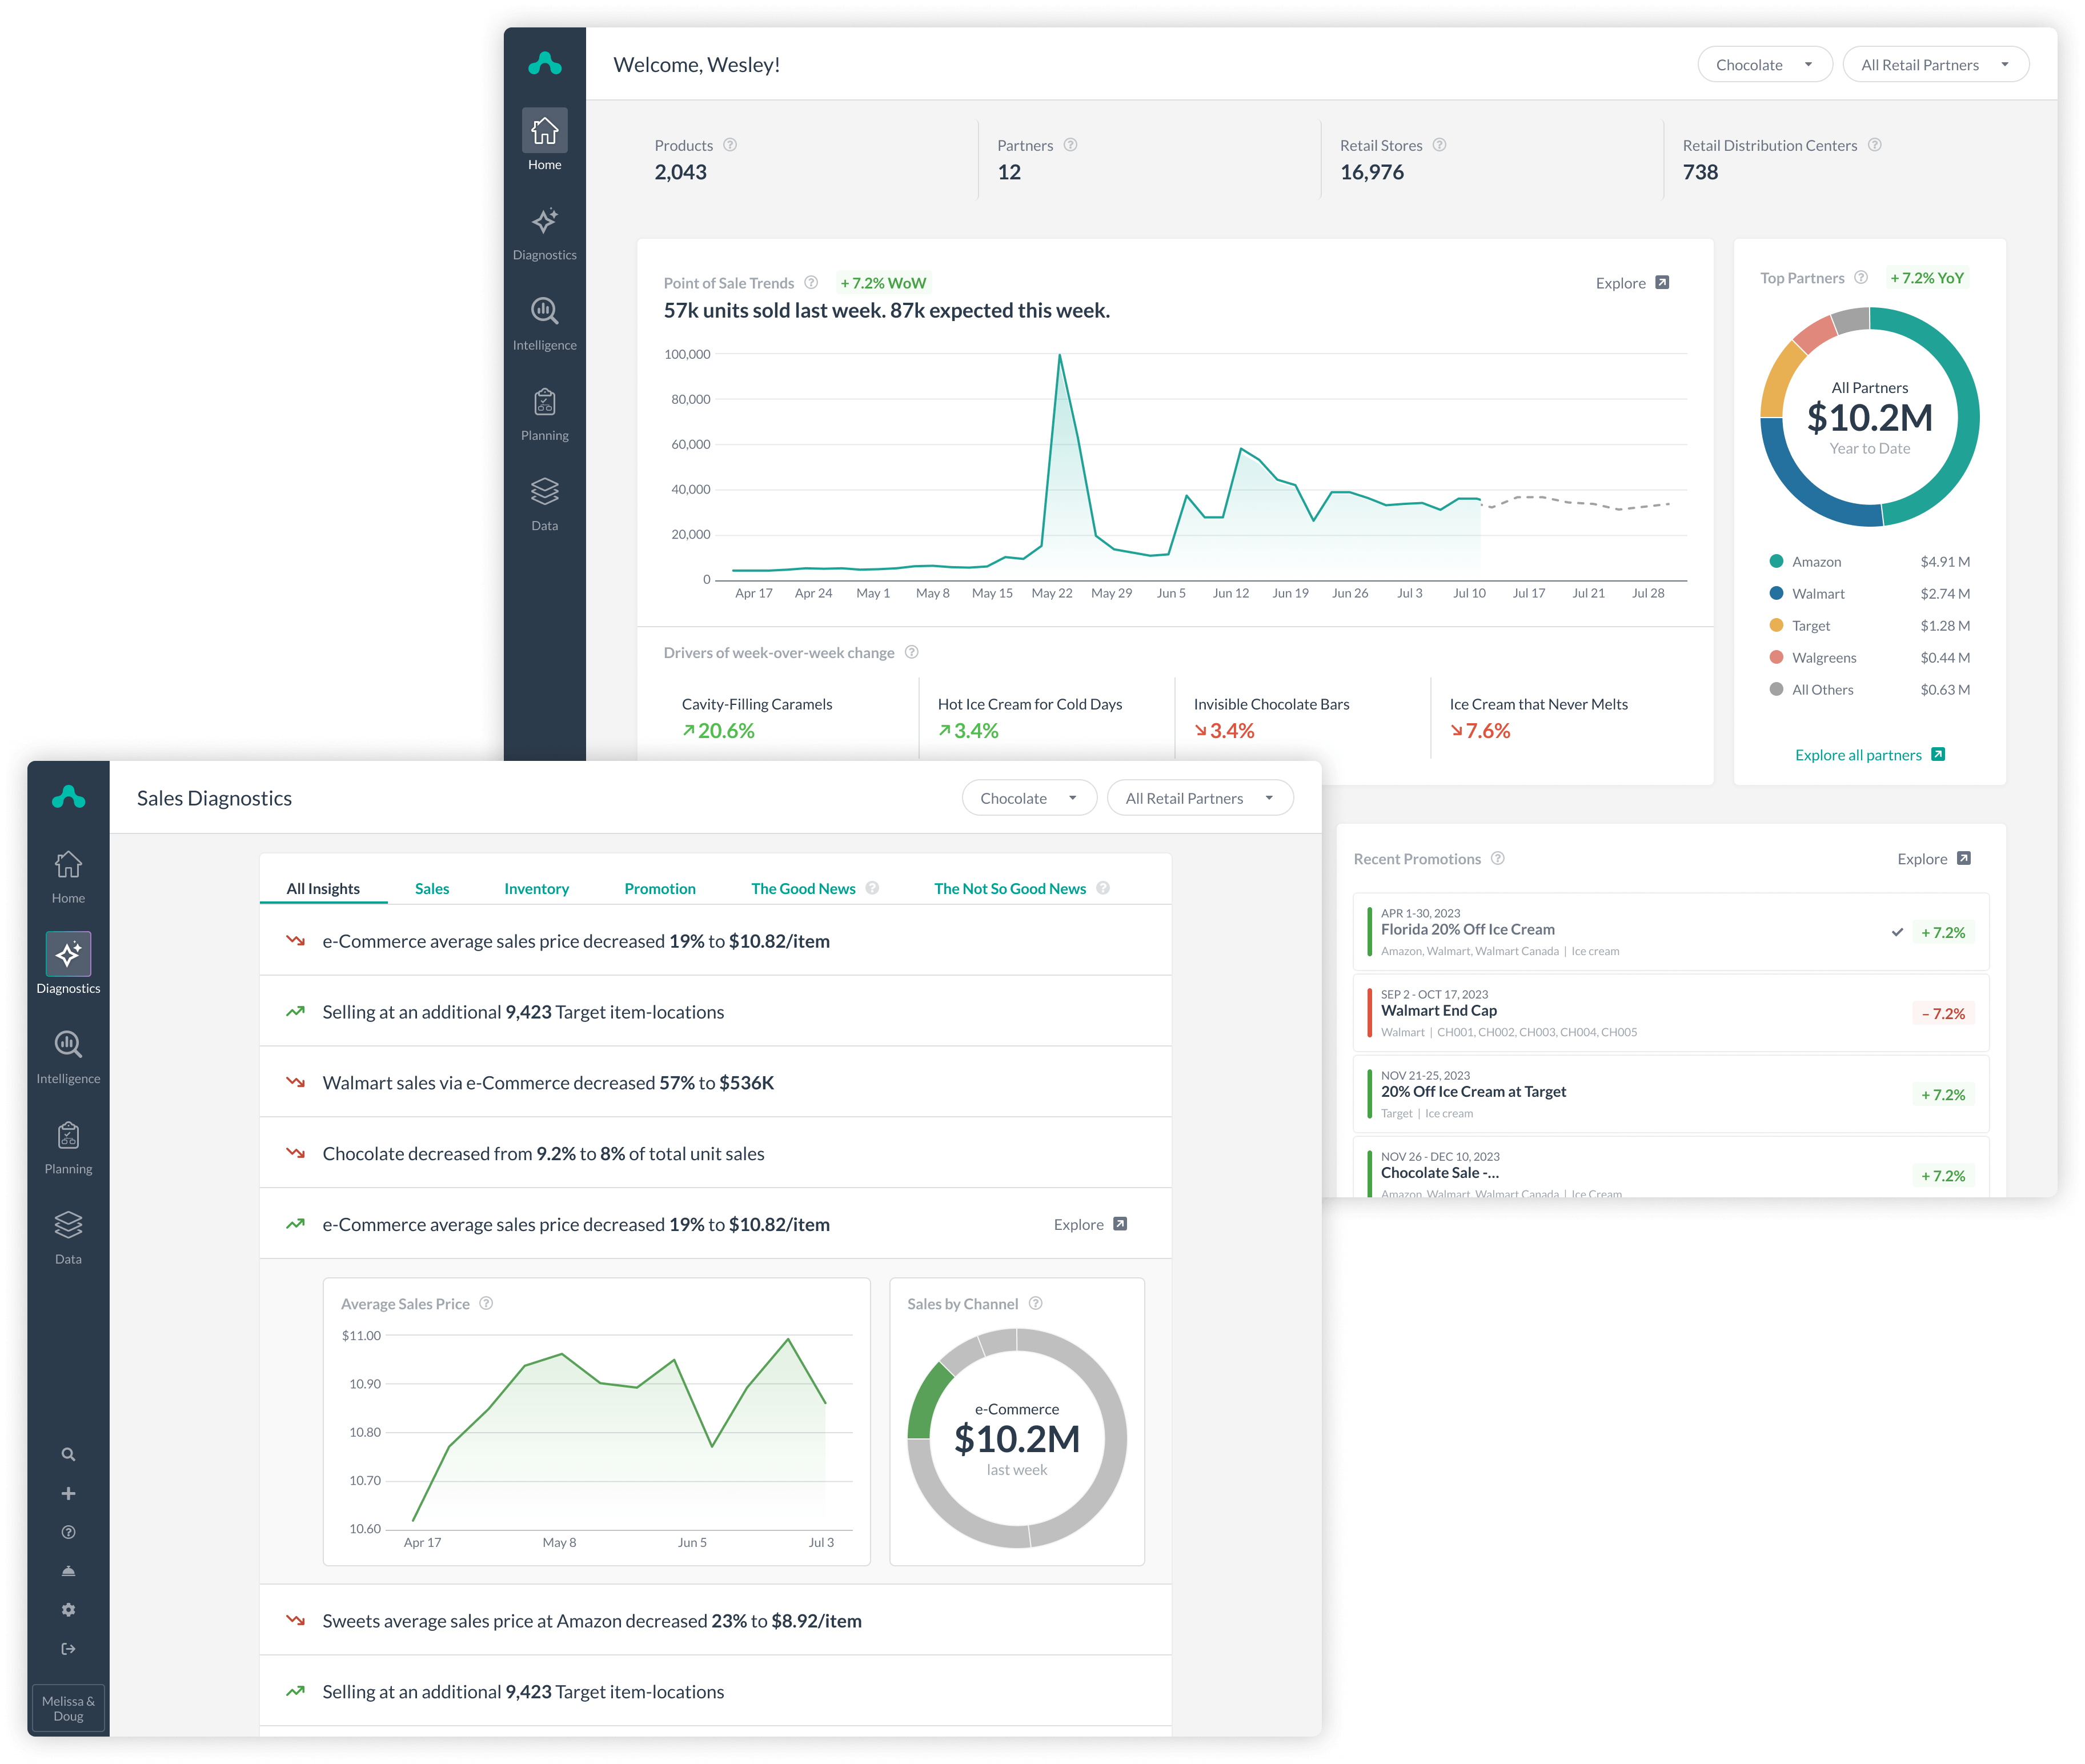 Welcome, Wesley!
Chocolate
All Retail Partners
Home
Diagnostics
Intelligence
Planning
Data
Products
2,043
Partners
12
Retail Stores
16,976
Retail Distribution Centers
738
Point of Sale Trends
+ 7.2% WoW
Explore
57k units sold last week. 87k expected this week.
100,000
80,000
60,000
40,000
20,000
0
Apr 17 Apr 24 May 1 May 8 May 15 May 22 May 29 Jun 5 Jun 12 Jun 19 Jun 26 Jul 3 Jul 10 Jul 17 Jul 21 Jul 28
Drivers of week-over-week change
Cavity-Filling Caramels
20.6%
Hot Ice Cream for Cold Days
3.4%
Invisible Chocolate Bars
3.4%
Ice Cream that Never Melts
7.6%
Top Partners
+ 7.2% YoY
All Partners
$10.2M
Year to Date
Amazon $4.91 M
Walmart $2.74 M
Target $1.28 M
Walgreens $0.44 M
All Others $0.63 M
Explore all partners
Recent Promotions
Explore
APR 1-30, 2023
Florida 20% Off Ice Cream
Amazon, Walmart, Walmart Canada | Ice cream
+ 7.2%
SEP 2 - OCT 17, 2023
Walmart End Cap
Walmart | CH001, CH002, CH003, CH004, CH005
– 7.2%
NOV 21-25, 2023
20% Off Ice Cream at Target
Target | Ice cream
+ 7.2%
NOV 26 - DEC 10, 2023
Chocolate Sale -...
Amazon, Walmart, Walmart Canada | Ice Cream
+ 7.2%
Sales Diagnostics
Chocolate
All Retail Partners
Home
Diagnostics
Intelligence
Planning
Data
Melissa &
Doug
All Insights
Sales
Inventory
Promotion
The Good News
The Not So Good News
e-Commerce average sales price decreased 19% to $10.82/item
Selling at an additional 9,423 Target item-locations
Walmart sales via e-Commerce decreased 57% to $536K
Chocolate decreased from 9.2% to 8% of total unit sales
e-Commerce average sales price decreased 19% to $10.82/item
Explore
Average Sales Price
$11.00
10.90
10.80
10.70
10.60
Apr 17 May 8 Jun 5 Jul 3
Sales by Channel
e-Commerce
$10.2M
last week
Sweets average sales price at Amazon decreased 23% to $8.92/item
Selling at an additional 9,423 Target item-locations